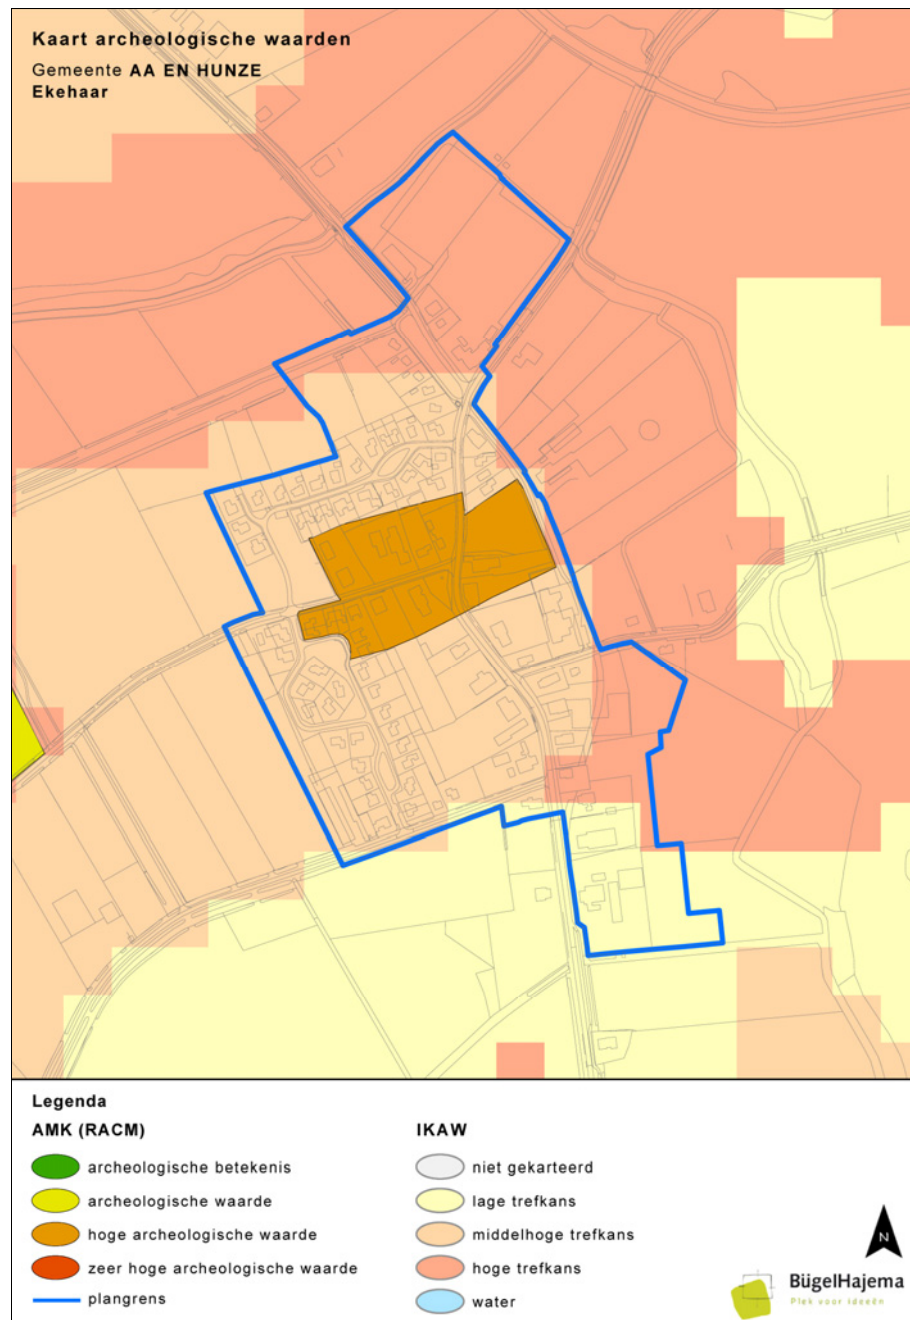 Kaart archeologische waarden
Gemeente AA EN HUNZE
Ekehaar
Legenda
AMK (RACM)
archeologische betekenis
archeologische waarde
hoge archeologische waarde
zeer hoge archeologische waarde
plangrens
IKAW
niet gekarteerd
lage trefkans
middelhoge trefkans
hoge trefkans
water
N
BügelHajema
Plek voor ideeën